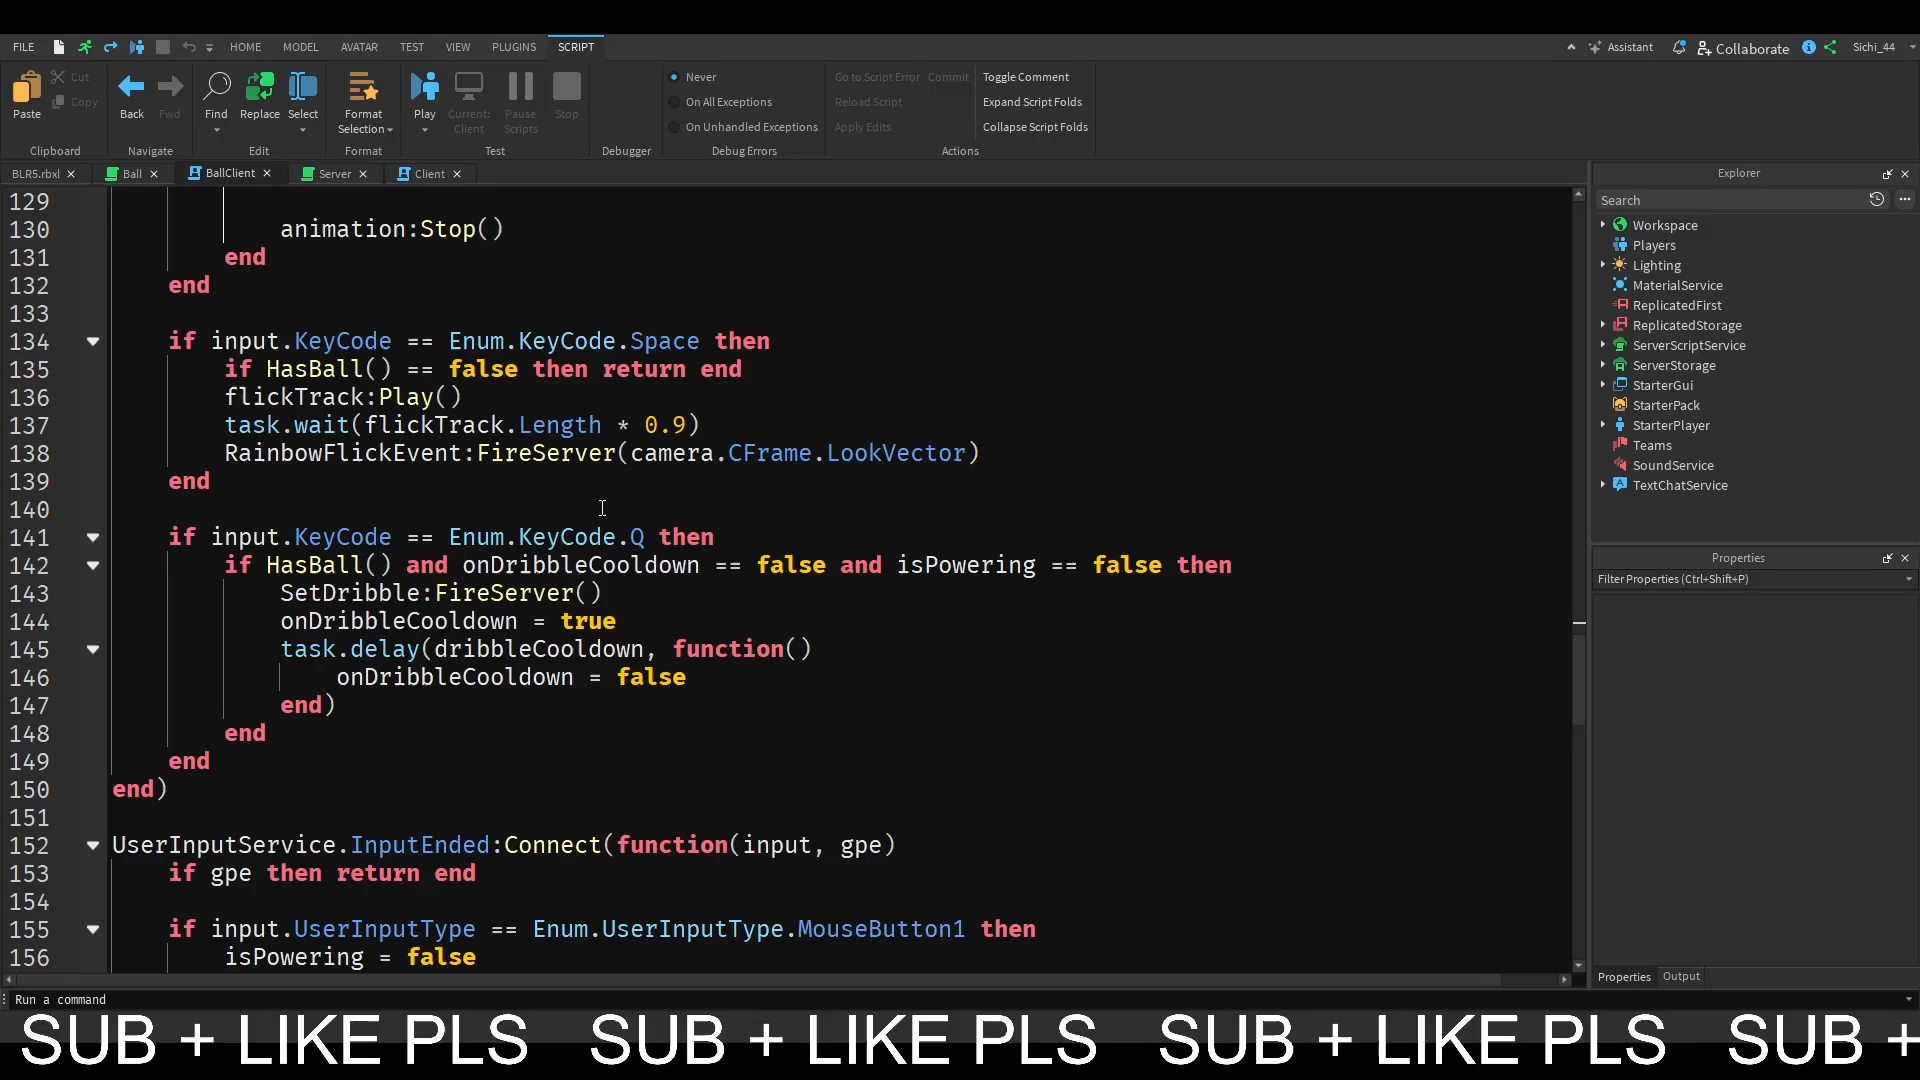 FILE HOME MODEL AVATAR TEST VIEW PLUGINS SCRIPT Assistant Collaborate Sichi_44
Paste Cut Copy Back Fwd Find Replace Select Format Selection Play Current: Client Pause Scripts Stop
Never
On All Exceptions
On Unhandled Exceptions
Go to Script Error Commit
Reload Script
Apply Edits
Toggle Comment
Expand Script Folds
Collapse Script Folds
Clipboard Navigate Edit Format Test Debugger Debug Errors Actions
BLR5.rbxl Ball BallClient Server Client
129
130 animation:Stop()
131 end
132 end
133
134 if input.KeyCode == Enum.KeyCode.Space then
135 if HasBall() == false then return end
136 flickTrack:Play()
137 task.wait(flickTrack.Length * 0.9)
138 RainbowFlickEvent:FireServer(camera.CFrame.LookVector)
139 end
140
141 if input.KeyCode == Enum.KeyCode.Q then
142 if HasBall() and onDribbleCooldown == false and isPowering == false then
143 SetDribble:FireServer()
144 onDribbleCooldown = true
145 task.delay(dribbleCooldown, function()
146 onDribbleCooldown = false
147 end)
148 end
149 end
150 end)
151
152 UserInputService.InputEnded:Connect(function(input, gpe)
153 if gpe then return end
154
155 if input.UserInputType == Enum.UserInputType.MouseButton1 then
156 isPowering = false
Explorer
Search
Workspace
Players
Lighting
MaterialService
ReplicatedFirst
ReplicatedStorage
ServerScriptService
ServerStorage
StarterGui
StarterPack
StarterPlayer
Teams
SoundService
TextChatService
Properties
Filter Properties (Ctrl+Shift+P)
Properties Output
Run a command
SUB + LIKE PLS SUB + LIKE PLS SUB + LIKE PLS SUB +